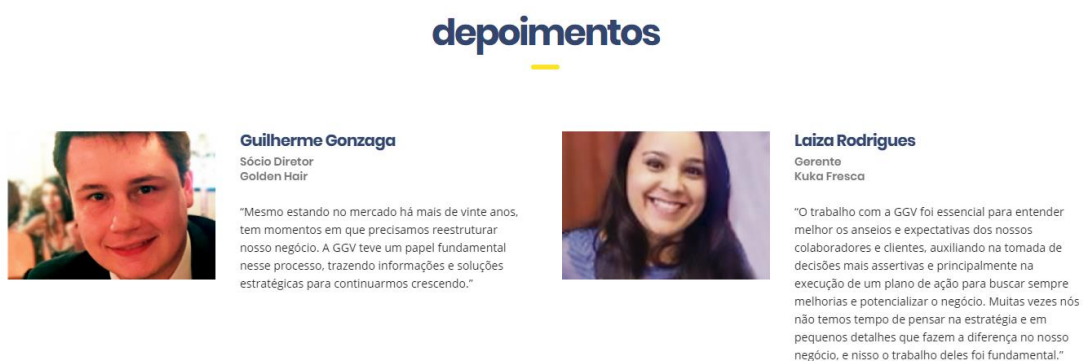 depoimentos
Guilherme Gonzaga
Sócio Diretor
Golden Hair
“Mesmo estando no mercado há mais de vinte anos,
tem momentos em que precisamos reestruturar
nosso negócio. A GGV teve um papel fundamental
nesse processo, trazendo informações e soluções
estratégicas para continuarmos crescendo.”
Laiza Rodrigues
Gerente
Kuka Fresca
“O trabalho com a GGV foi essencial para entender
melhor os anseios e expectativas dos nossos
colaboradores e clientes, auxiliando na tomada de
decisões mais assertivas e principalmente na
execução de um plano de ação para buscar sempre
melhorias e potencializar o negócio. Muitas vezes nós
não temos tempo de pensar na estratégia e em
pequenos detalhes que fazem a diferença no nosso
negócio, e nisso o trabalho deles foi fundamental.”